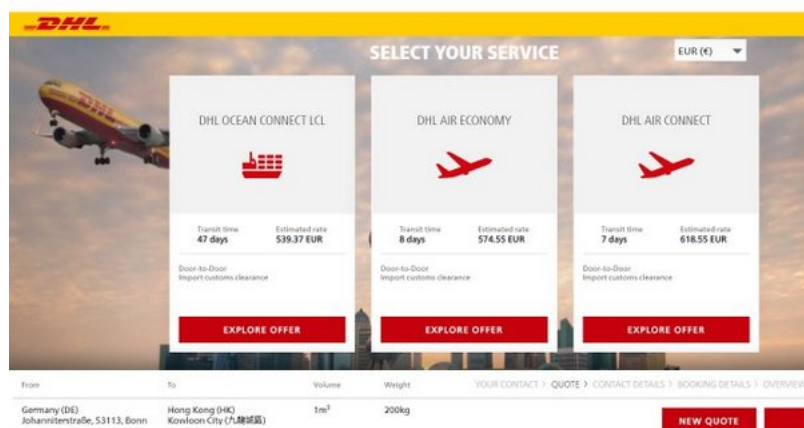 DHL
SELECT YOUR SERVICE
EUR (€)
DHL
DHL OCEAN CONNECT LCL
Transit time Estimated rate
47 days 539.37 EUR
Door-to-Door
Import customs clearance
EXPLORE OFFER
DHL AIR ECONOMY
Transit time Estimated rate
8 days 574.55 EUR
Door-to-Door
Import customs clearance
EXPLORE OFFER
DHL AIR CONNECT
Transit time Estimated rate
7 days 618.55 EUR
Door-to-Door
Import customs clearance
EXPLORE OFFER
From To Volume Weight YOUR CONTACT > QUOTE > CONTACT DETAILS > BOOKING DETAILS > OVERVIEW
Germany (DE) Hong Kong (HK) 1m³ 200kg
Johanniterstraße, 53113, Bonn Kowloon City (九龍城區)
NEW QUOTE